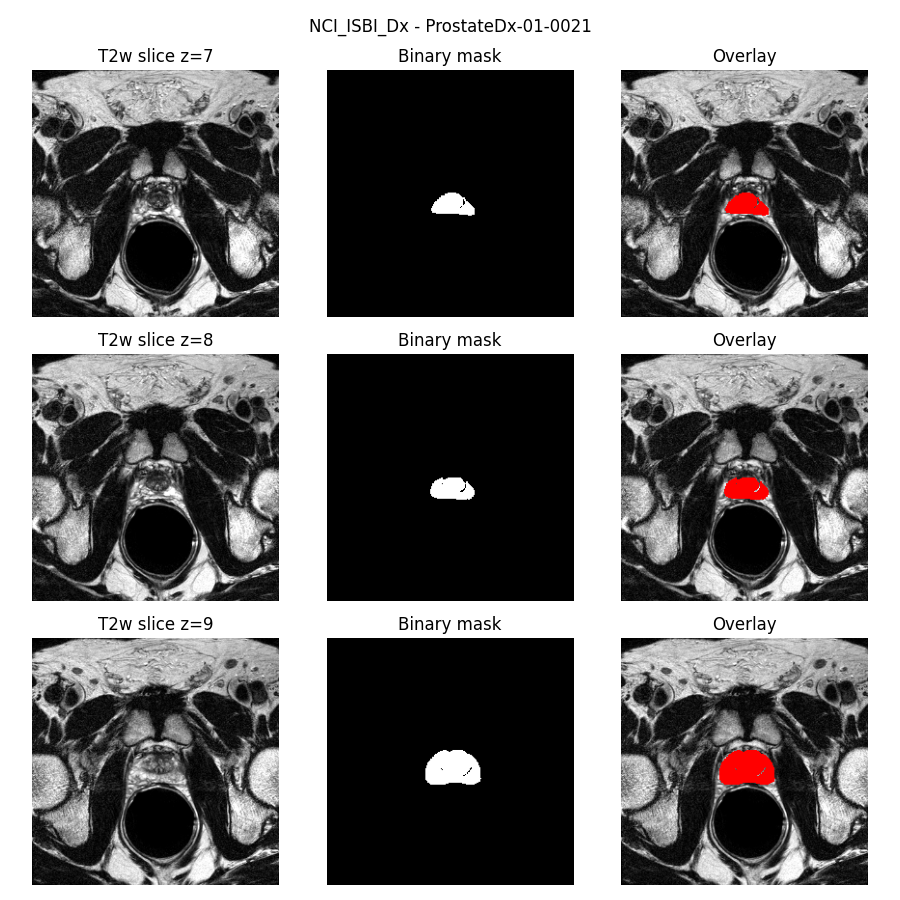 NCI_ISBI_Dx - ProstateDx-01-0021
T2w slice z=7
Binary mask
Overlay
T2w slice z=8
Binary mask
Overlay
T2w slice z=9
Binary mask
Overlay